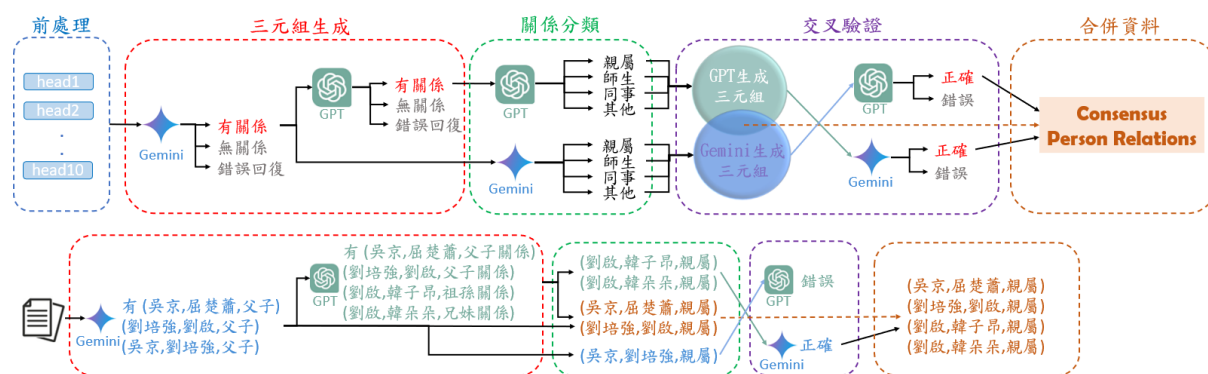 前處理
三元組生成
關係分類
交叉驗證
合併資料
head1
head2
.
.
head10
Gemini
有關係
無關係
錯誤回復
GPT
有關係
無關係
錯誤回復
GPT
親屬
師生
同事
其他
Gemini
親屬
師生
同事
其他
GPT生成
三元組
Gemini生成
三元組
GPT
正確
錯誤
Gemini
正確
錯誤
Consensus
Person Relations
Gemini
有 (吳京,屈楚蕭,父子)
(劉培強,劉啟,父子)
(吳京,劉培強,父子)
GPT
有 (吳京,屈楚蕭,父子關係)
(劉培強,劉啟,父子關係)
(劉啟,韓子昂,祖孫關係)
(劉啟,韓朵朵,兄妹關係)
(劉啟,韓子昂,親屬)
(劉啟,韓朵朵,親屬)
(吳京,屈楚蕭,親屬)
(劉培強,劉啟,親屬)
(吳京,劉培強,親屬)
GPT
錯誤
Gemini
正確
(吳京,屈楚蕭,親屬)
(劉培強,劉啟,親屬)
(劉啟,韓子昂,親屬)
(劉啟,韓朵朵,親屬)